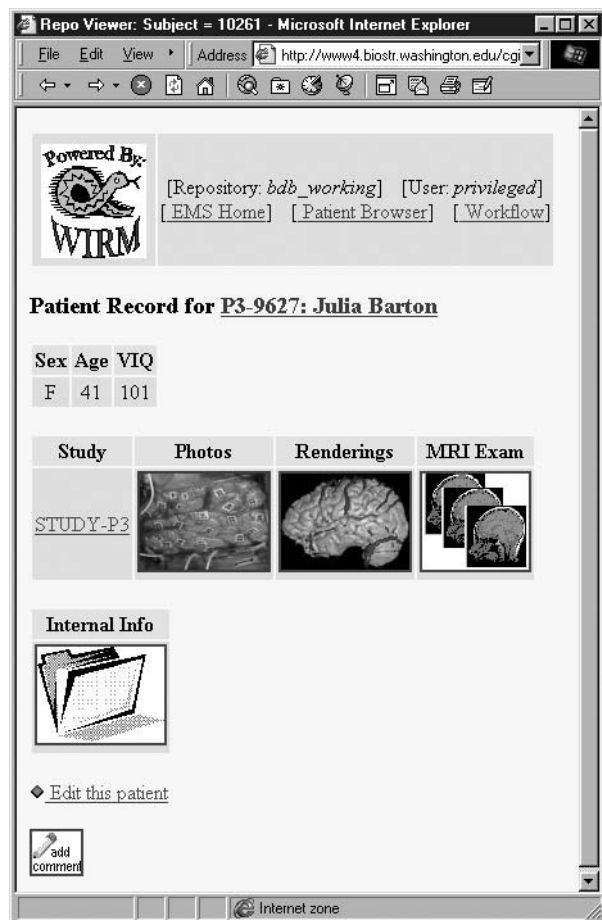 Repo Viewer: Subject = 10261 - Microsoft Internet Explorer
File Edit View Address http://www4.biostr.washington.edu/cgi
Powered By:
WIRM
[Repository: bdb_working] [User: privileged]
[ EMS Home] [ Patient Browser] [ Workflow]
Patient Record for P3-9627: Julia Barton
Sex Age VIQ
F 41 101
Study Photos Renderings MRI Exam
STUDY-P3
Internal Info
Edit this patient
add
comment
Internet zone